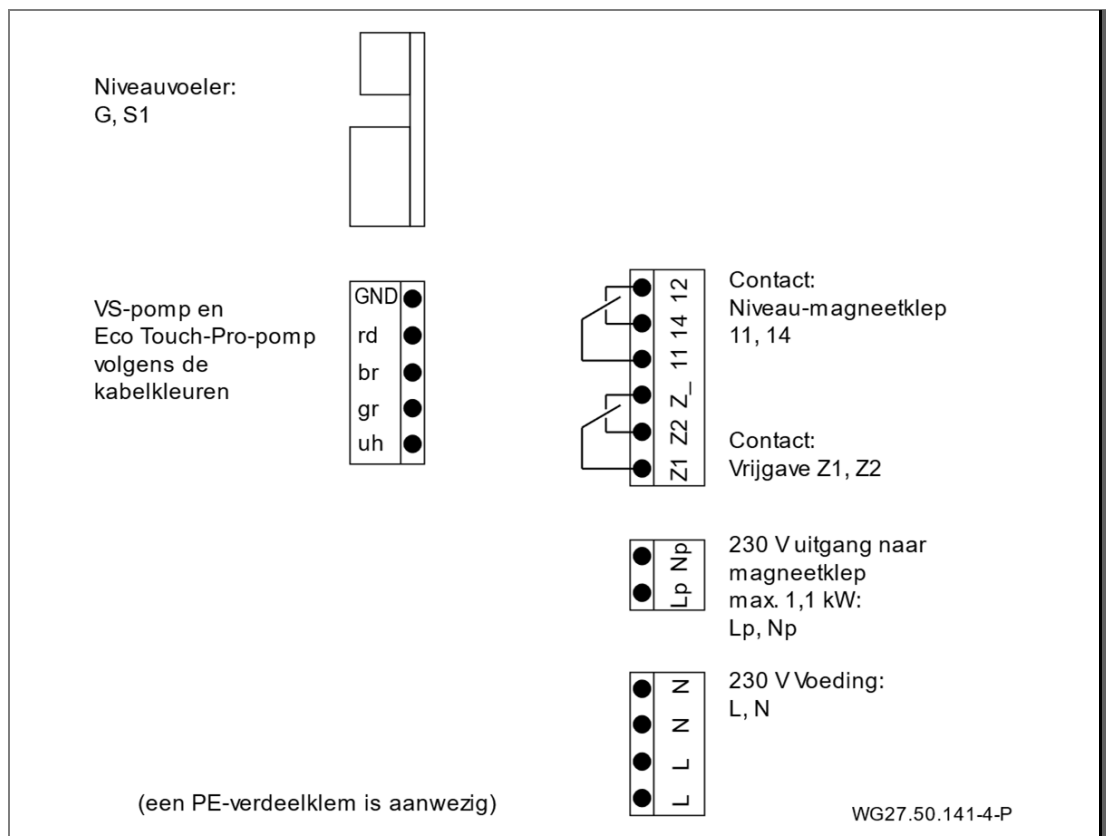 Niveauvoeler:
G, S1
VS-pomp en
Eco Touch-Pro-pomp
volgens de
kabelkleuren
GND
rd
br
gr
uh
12
14
11
Z_
Z2
Z1
Contact:
Niveau-magneetklep
11, 14
Contact:
Vrijgave Z1, Z2
Np
Lp
230 V uitgang naar
magneetklep
max. 1,1 kW:
Lp, Np
N
N
L
L
230 V Voeding:
L, N
(een PE-verdeelklem is aanwezig)
WG27.50.141-4-P